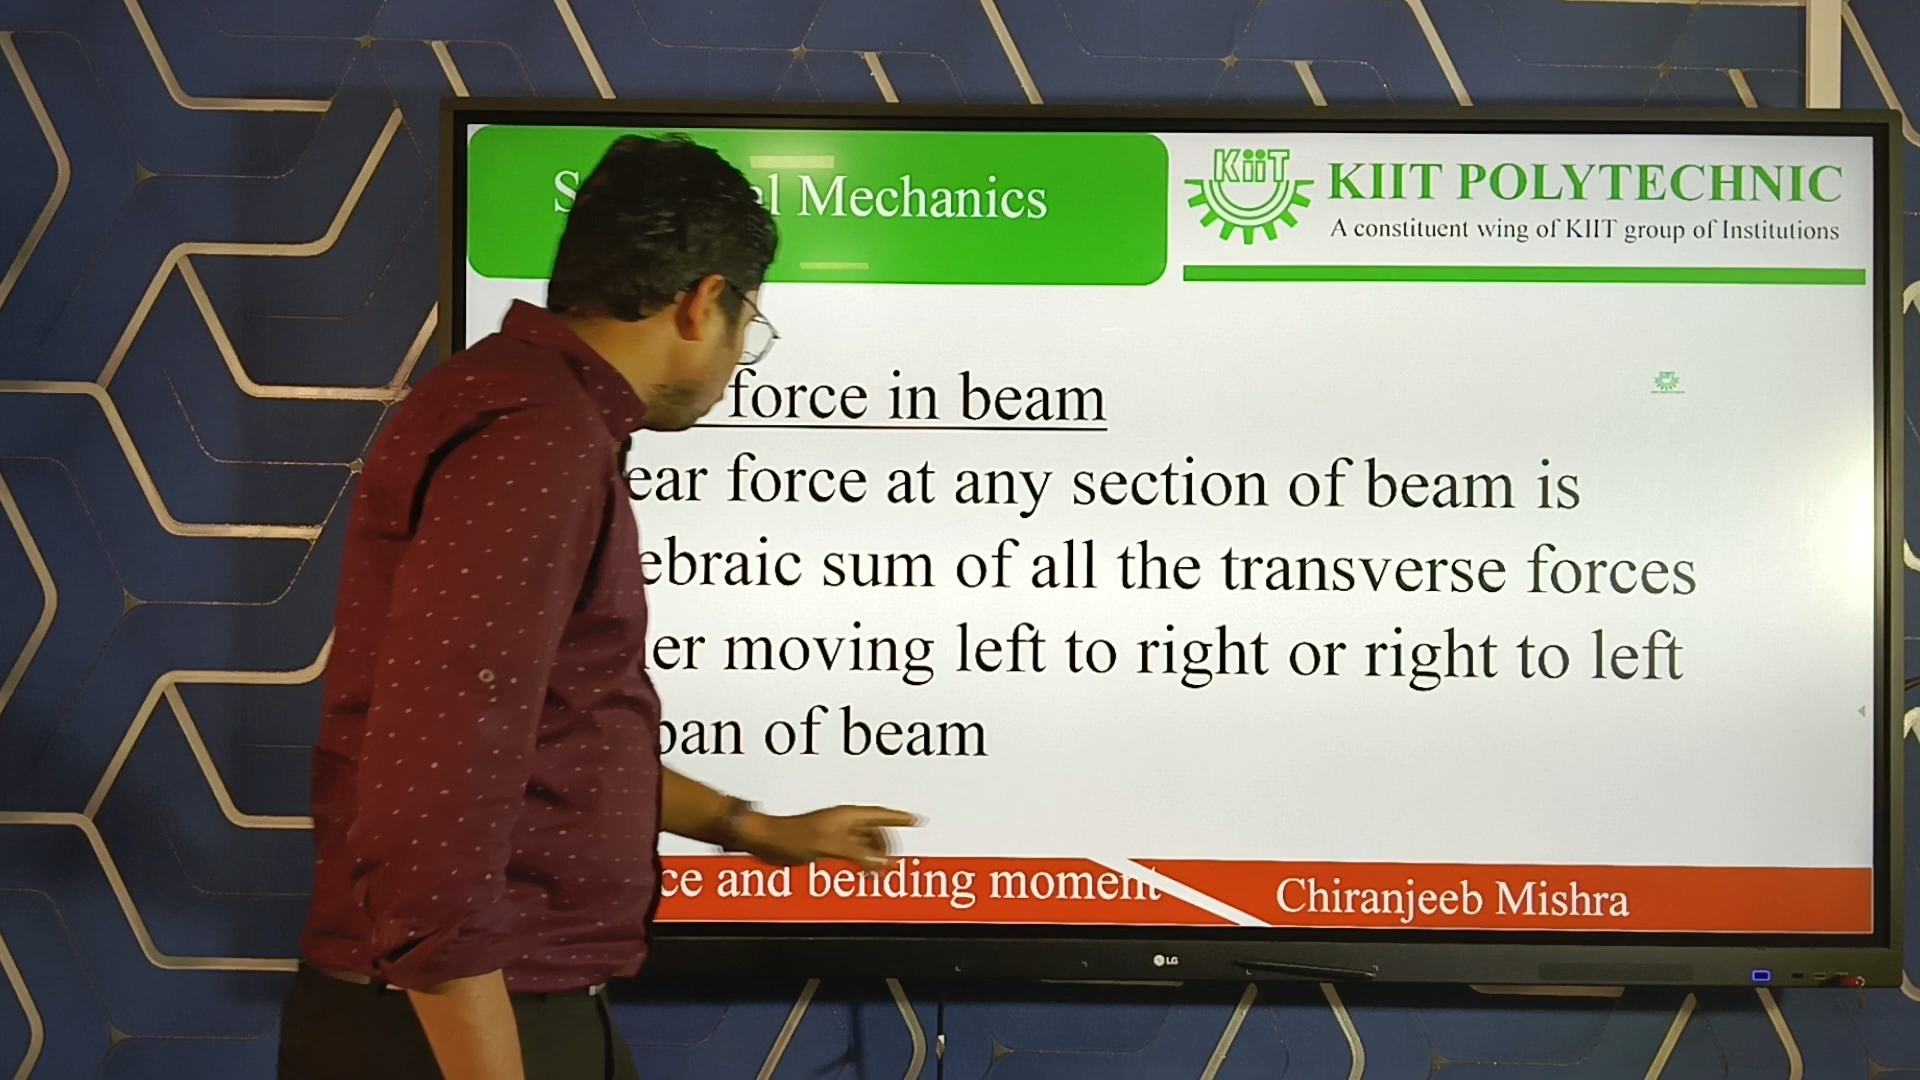 Mechanics
KiiT
KIIT POLYTECHNIC
A constituent wing of KIIT group of Institutions
force in beam
ear force at any section of beam is
ebraic sum of all the transverse forces
er moving left to right or right to left
pan of beam
ce and bending moment
Chiranjeeb Mishra
LG